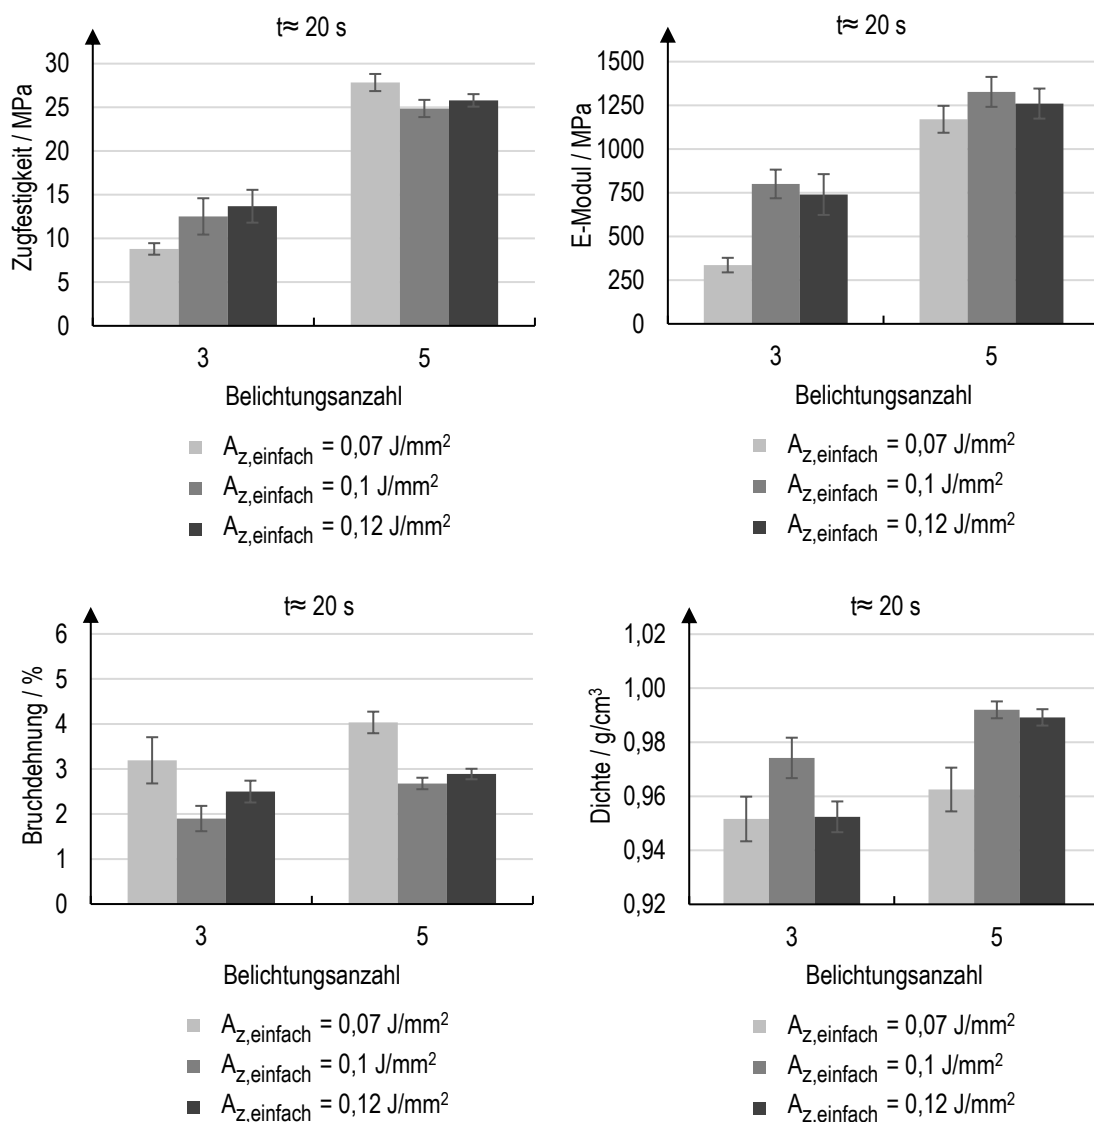 t≈ 20 s
Zugfestigkeit / MPa
30
25
20
15
10
5
0
3
5
Belichtungsanzahl
A_z,einfach = 0,07 J/mm²
A_z,einfach = 0,1 J/mm²
A_z,einfach = 0,12 J/mm²
t≈ 20 s
E-Modul / MPa
1500
1250
1000
750
500
250
0
3
5
Belichtungsanzahl
A_z,einfach = 0,07 J/mm²
A_z,einfach = 0,1 J/mm²
A_z,einfach = 0,12 J/mm²
t≈ 20 s
Bruchdehnung / %
6
5
4
3
2
1
0
3
5
Belichtungsanzahl
A_z,einfach = 0,07 J/mm²
A_z,einfach = 0,1 J/mm²
A_z,einfach = 0,12 J/mm²
t≈ 20 s
Dichte / g/cm³
1,02
1,00
0,98
0,96
0,94
0,92
3
5
Belichtungsanzahl
A_z,einfach = 0,07 J/mm²
A_z,einfach = 0,1 J/mm²
A_z,einfach = 0,12 J/mm²